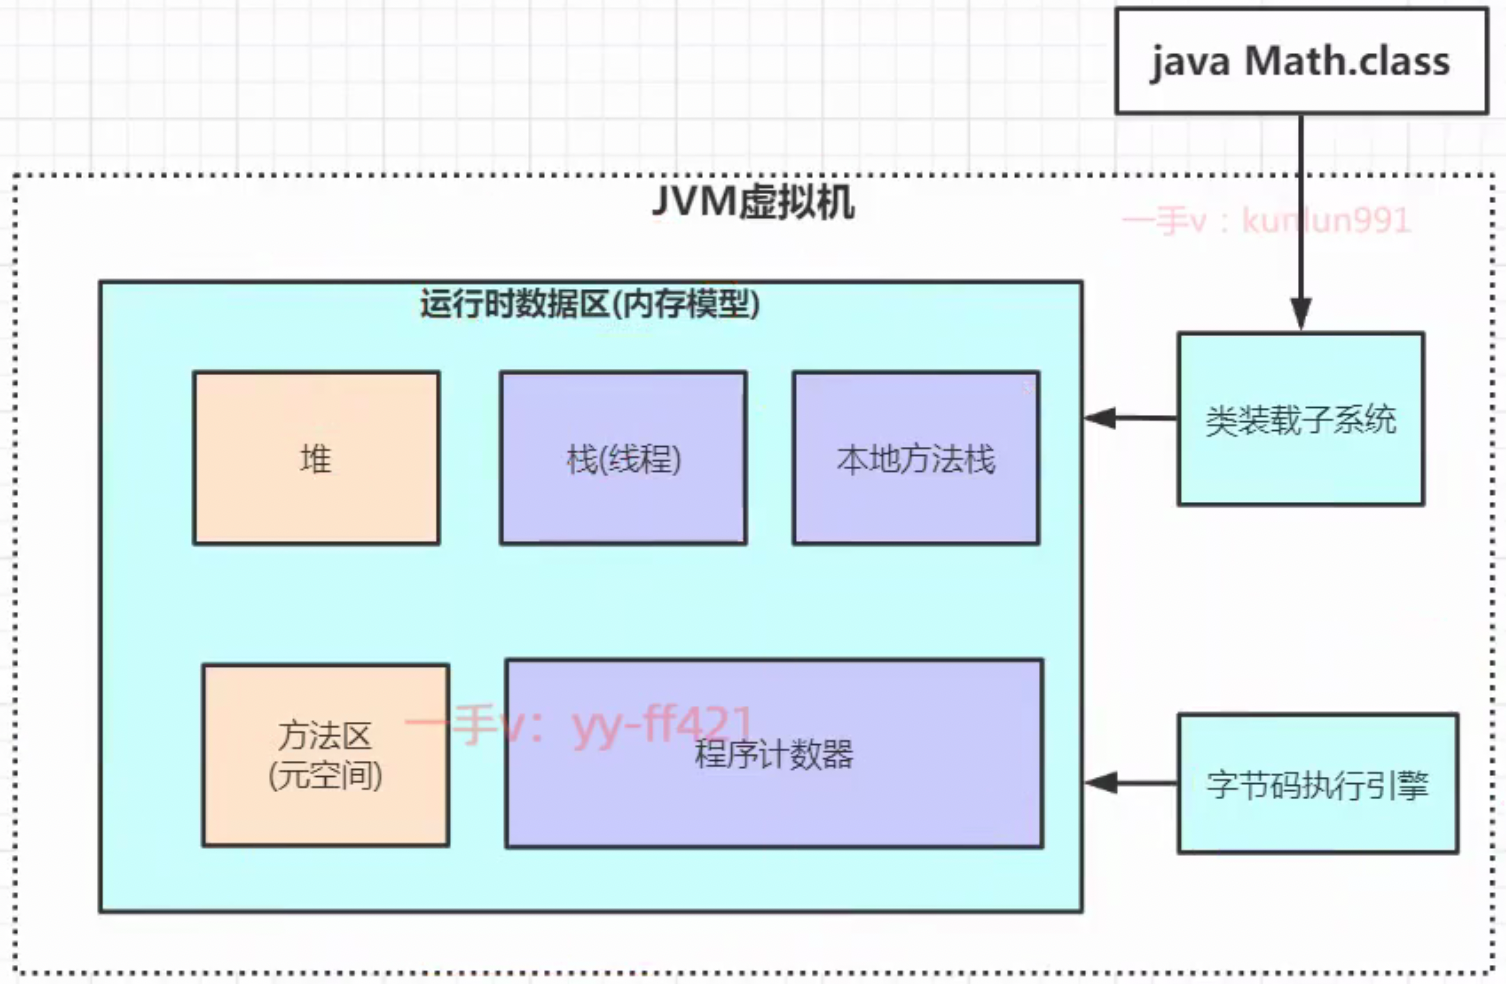 java Math.class
JVM虚拟机
一手v：kunlun991
运行时数据区(内存模型)
堆
栈(线程)
本地方法栈
类装载子系统
方法区
(元空间)
一手v：yy-ff421
程序计数器
字节码执行引擎